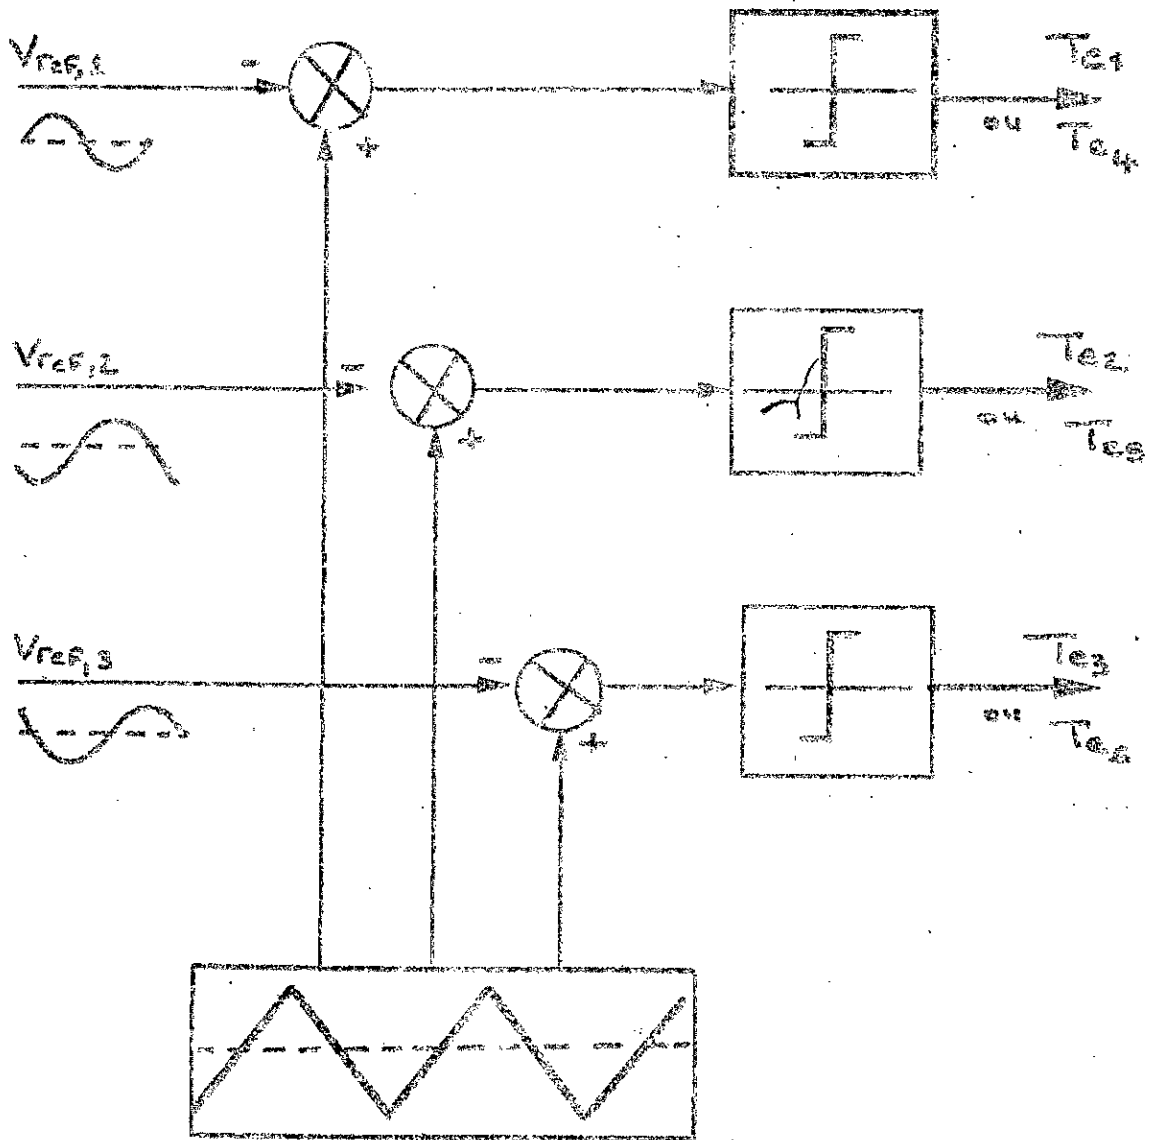 Vref,1
-
+
Te1
ou
Te4
Vref,2
-
+
Te2
ou
Te5
Vref,3
-
+
Te3
ou
Te6